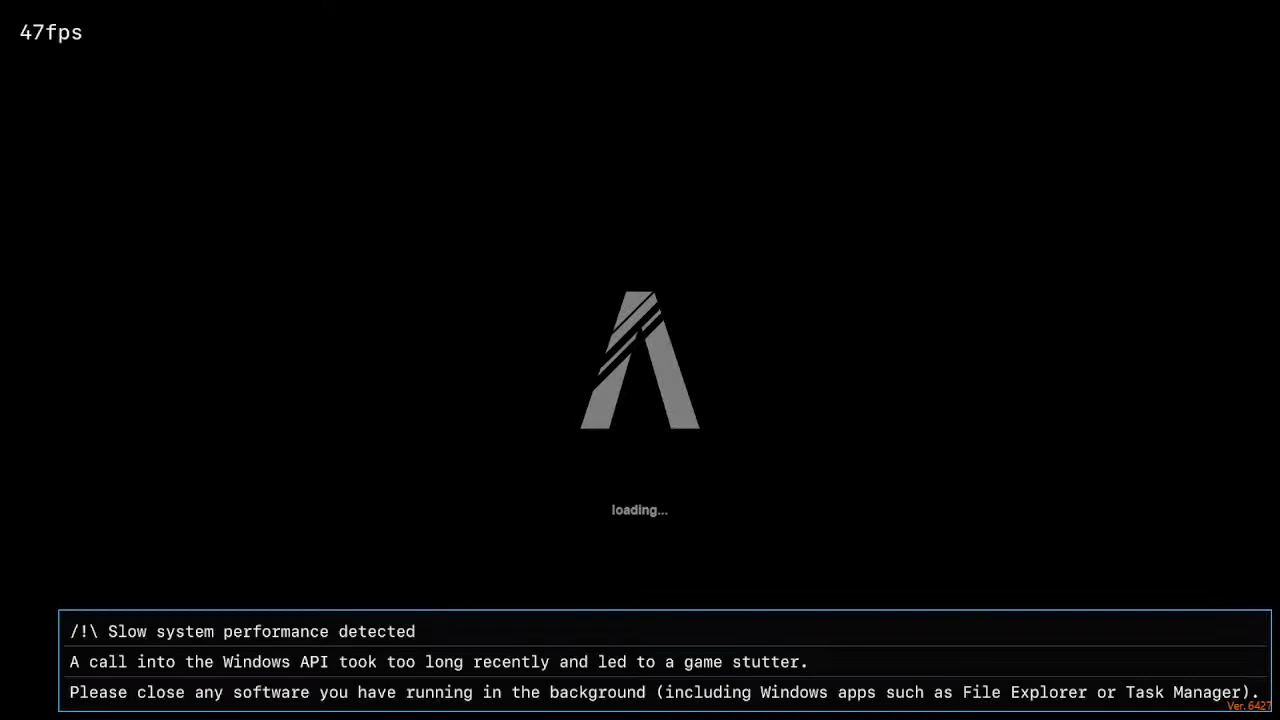 47fps
loading...
/!\ Slow system performance detected
A call into the Windows API took too long recently and led to a game stutter.
Please close any software you have running in the background (including Windows apps such as File Explorer or Task Manager).
Ver. 6427